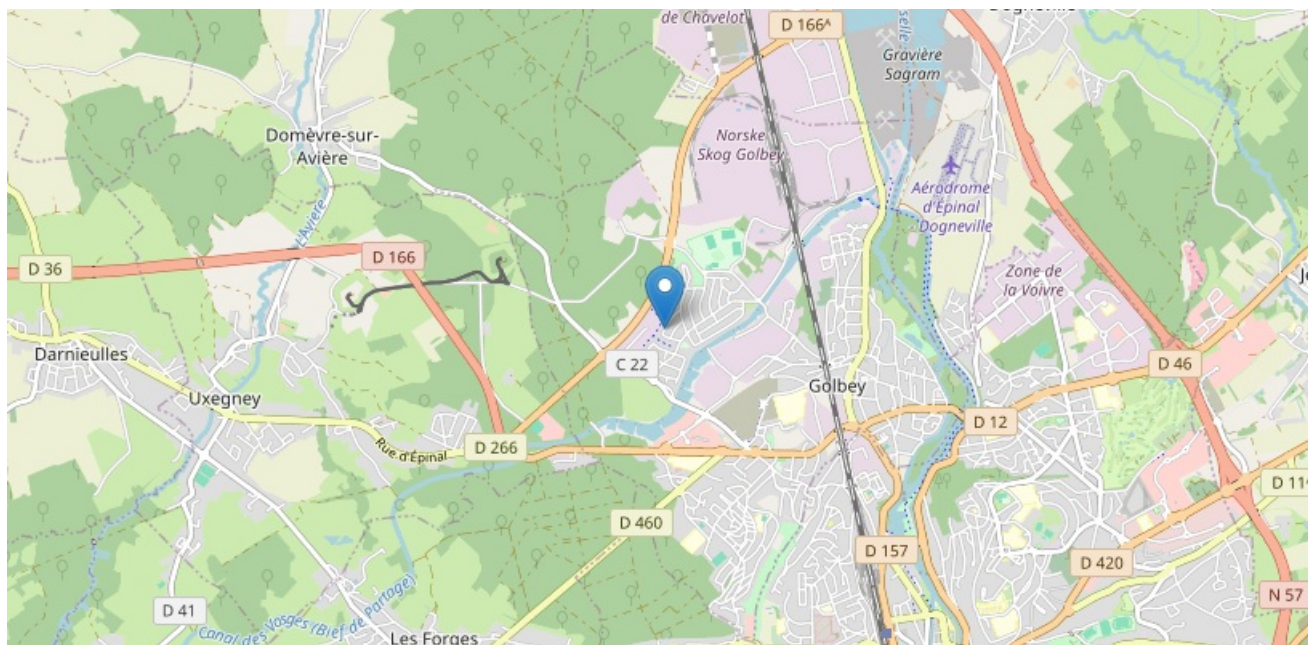 de Chavelot
D 166ᴬ
selle
Dogneville
Gravière
Sagram
Domèvre-sur-
Avière
Norske
Skog Golbey
Aérodrome
d'Épinal
Dogneville
L'Avière
D 36
D 166
Zone de
la Voivre
Darnieulles
C 22
D 46
Uxegney
Golbey
D 12
Rue d'Épinal
D 266
D 11
D 460
D 157
D 420
D 41
Canal des Vosges (Bief de Partage)
N 57
Les Forges